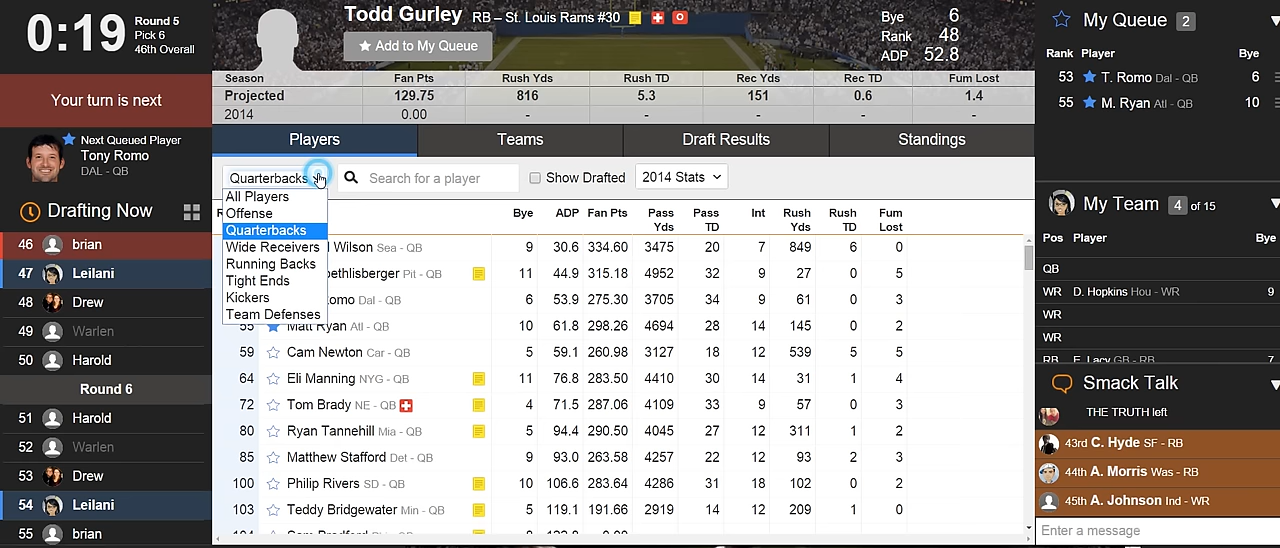 0:19
Round 5
Pick 6
46th Overall
Your turn is next
Next Queued Player
Tony Romo
DAL - QB
Drafting Now
46 brian
47 Leilani
48 Drew
49 Warlen
50 Harold
Round 6
51 Harold
52 Warlen
53 Drew
54 Leilani
55 brian
Todd Gurley RB – St. Louis Rams #30
Add to My Queue
Bye 6
Rank 48
ADP 52.8
Season Fan Pts Rush Yds Rush TD Rec Yds Rec TD Fum Lost
Projected 129.75 816 5.3 151 0.6 1.4
2014 0.00 - - - - -
Players Teams Draft Results Standings
Quarterbacks Search for a player Show Drafted 2014 Stats
All Players
Offense
Quarterbacks
Wide Receivers
Running Backs
Tight Ends
Kickers
Team Defenses
Bye ADP Fan Pts Pass Yds Pass TD Int Rush Yds Rush TD Fum Lost
Wilson Sea - QB 9 30.6 334.60 3475 20 7 849 6 0
Pit - QB 11 44.9 315.18 4952 32 9 27 0 5
Dal - QB 6 53.9 275.30 3705 34 9 61 0 3
55 Matt Ryan Atl - QB 10 61.8 298.26 4694 28 14 145 0 2
59 Cam Newton Car - QB 5 59.1 260.98 3127 18 12 539 5 5
64 Eli Manning NYG - QB 11 76.8 283.50 4410 30 14 31 1 4
72 Tom Brady NE - QB 4 71.5 287.06 4109 33 9 57 0 3
80 Ryan Tannehill Mia - QB 5 94.4 290.50 4045 27 12 311 1 2
85 Matthew Stafford Det - QB 9 93.0 263.58 4257 22 12 93 2 3
100 Philip Rivers SD - QB 10 106.6 283.64 4286 31 18 102 0 2
103 Teddy Bridgewater Min - QB 5 119.1 191.66 2919 14 12 209 1 0
My Queue 2
Rank Player Bye
53 T. Romo Dal - QB 6
55 M. Ryan Atl - QB 10
My Team 4 of 15
Pos Player Bye
QB
WR D. Hopkins Hou - WR 9
WR
WR
RB E. Lacy GB - RB 7
Smack Talk
THE TRUTH left
43rd C. Hyde SF - RB
44th A. Morris Was - RB
45th A. Johnson Ind - WR
Enter a message